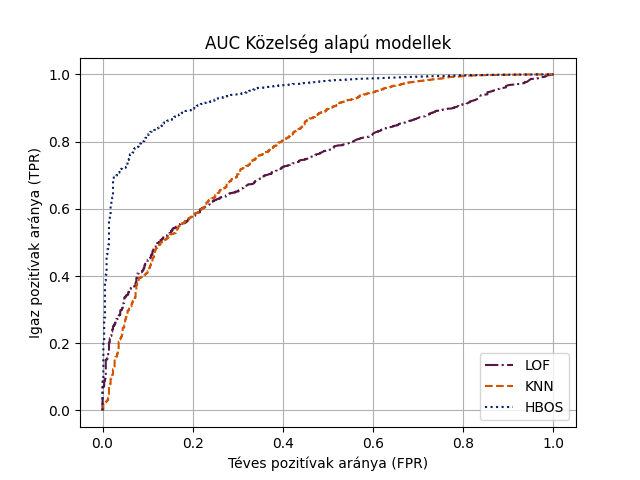 AUC Közelség alapú modellek
Igaz pozitívak aránya (TPR)
1.0
0.8
0.6
0.4
0.2
0.0
0.0 0.2 0.4 0.6 0.8 1.0
Téves pozitívak aránya (FPR)
LOF
KNN
HBOS